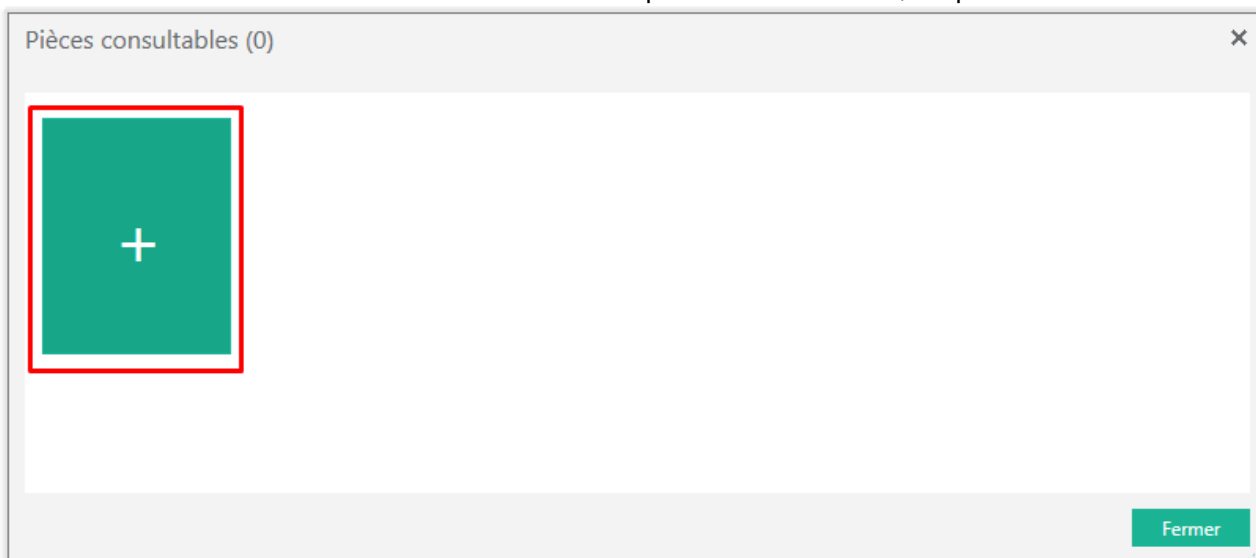 Pièces consultables (0)
+
Fermer